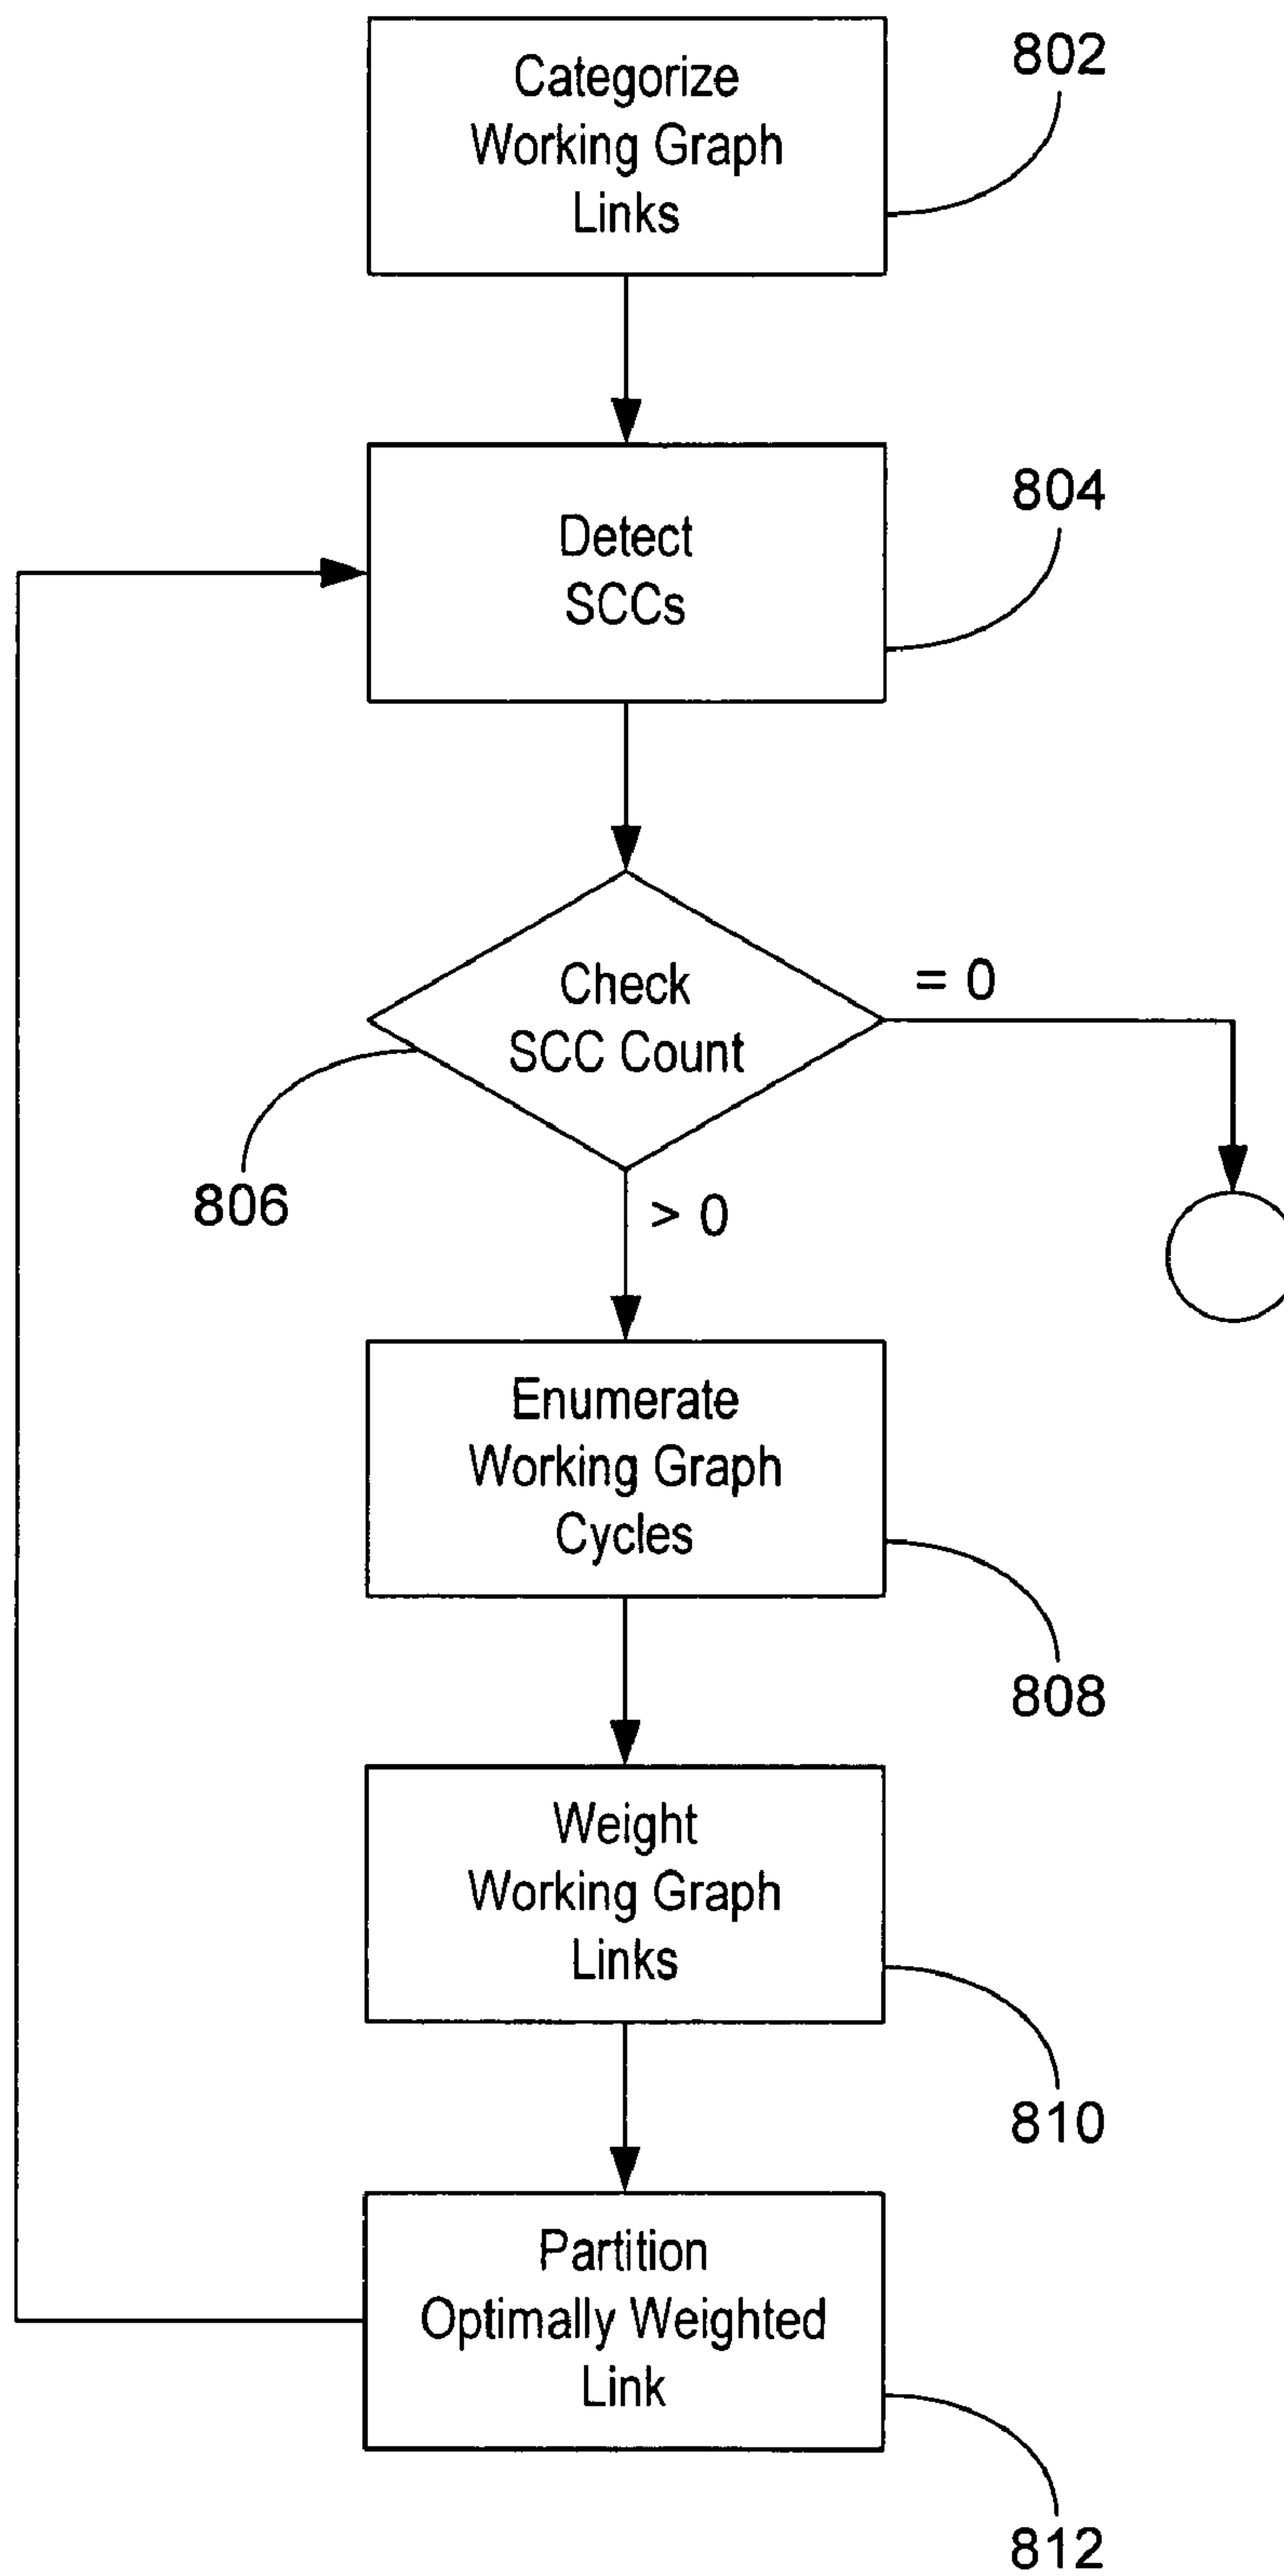 Categorize
Working Graph
Links
802
Detect
SCCs
804
Check
SCC Count
= 0
806
> 0
Enumerate
Working Graph
Cycles
808
Weight
Working Graph
Links
810
Partition
Optimally Weighted
Link
812